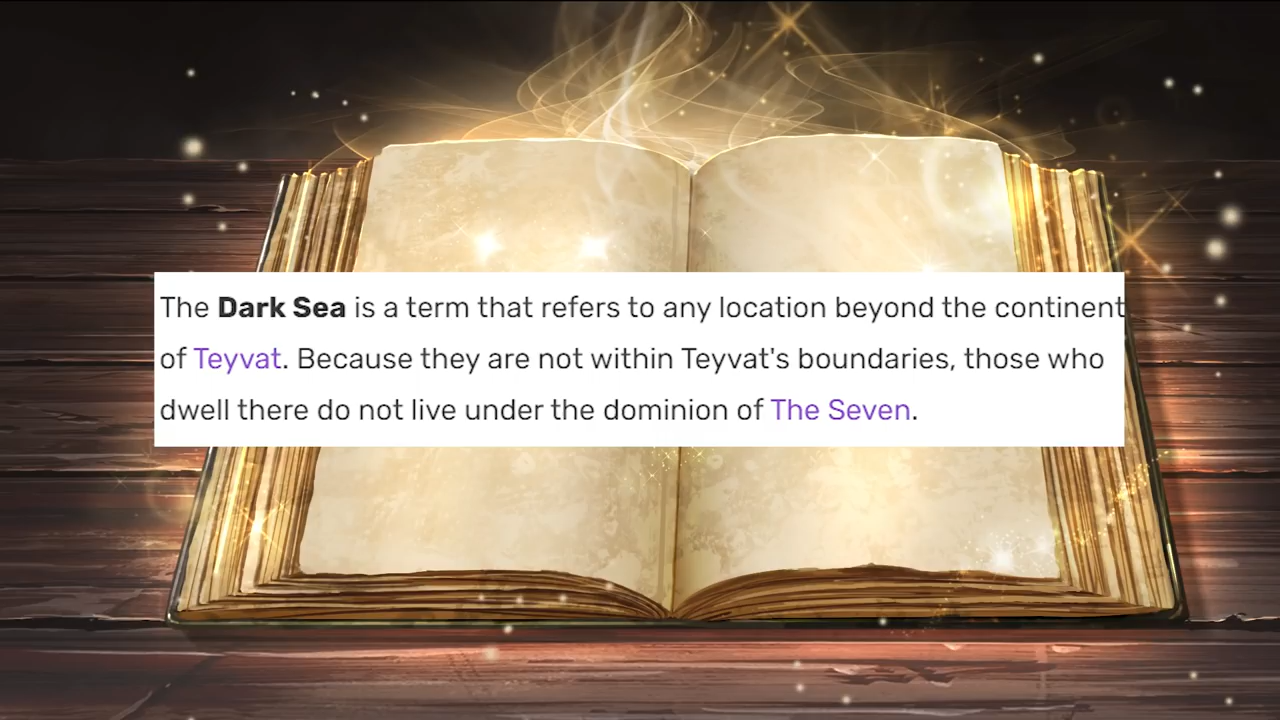 The Dark Sea is a term that refers to any location beyond the continent
of Teyvat. Because they are not within Teyvat's boundaries, those who
dwell there do not live under the dominion of The Seven.